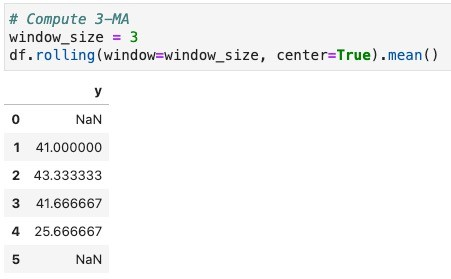 # Compute 3-MA
window_size = 3
df.rolling(window=window_size, center=True).mean()
y
0 NaN
1 41.000000
2 43.333333
3 41.666667
4 25.666667
5 NaN